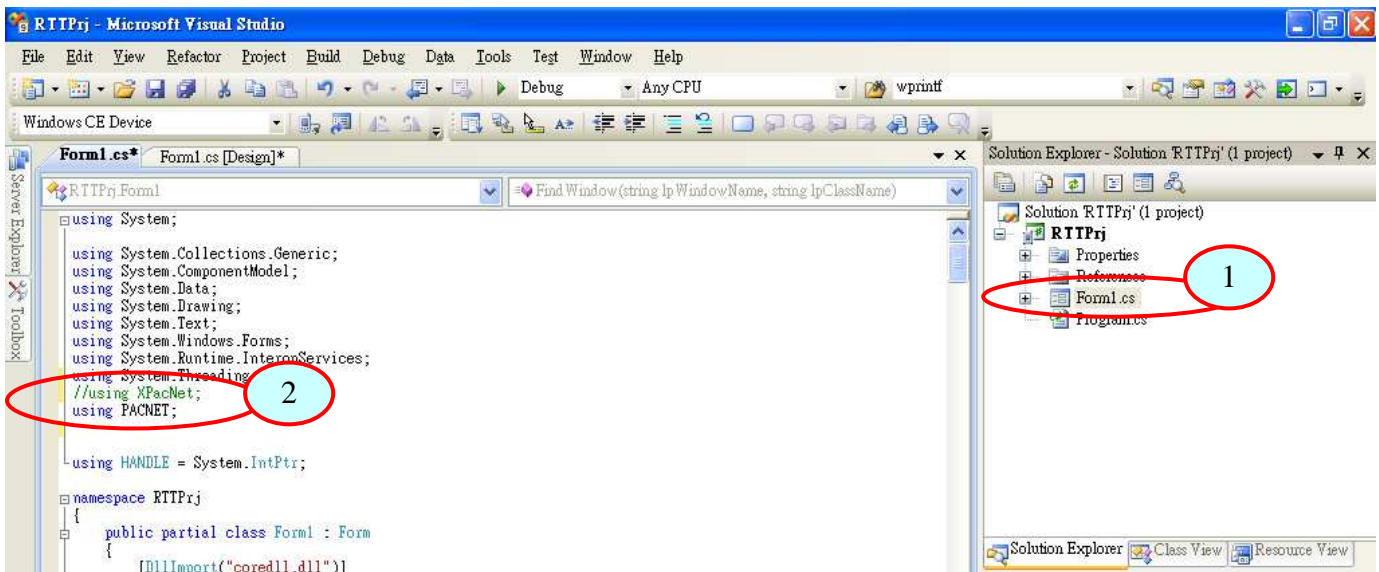 RTTPrj - Microsoft Visual Studio
File Edit View Refactor Project Build Debug Data Tools Test Window Help
Debug Any CPU wprintf
Windows CE Device
Form1.cs* Form1.cs [Design]*
RTTPrj.Form1 FindWindow(string lpWindowName, string lpClassName)
Server Explorer
Toolbox
using System;
using System.Collections.Generic;
using System.ComponentModel;
using System.Data;
using System.Drawing;
using System.Text;
using System.Windows.Forms;
using System.Runtime.InteropServices;
using System.Threading
//using XPacNet;
using PACNET;
2
using HANDLE = System.IntPtr;
namespace RTTPrj
{
public partial class Form1 : Form
{
[DllImport("coredll.dll")]
Solution Explorer - Solution 'RTTPrj' (1 project)
Solution 'RTTPrj' (1 project)
RTTPrj
Properties
References
Form1.cs
Program.cs
1
Solution Explorer Class View Resource View